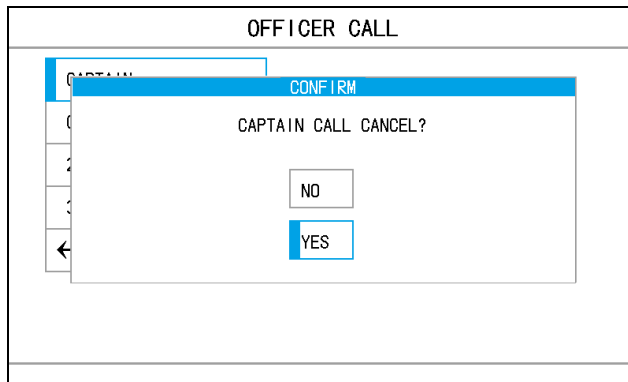 OFFICER CALL
CONFIRM
CAPTAIN CALL CANCEL?
NO
YES